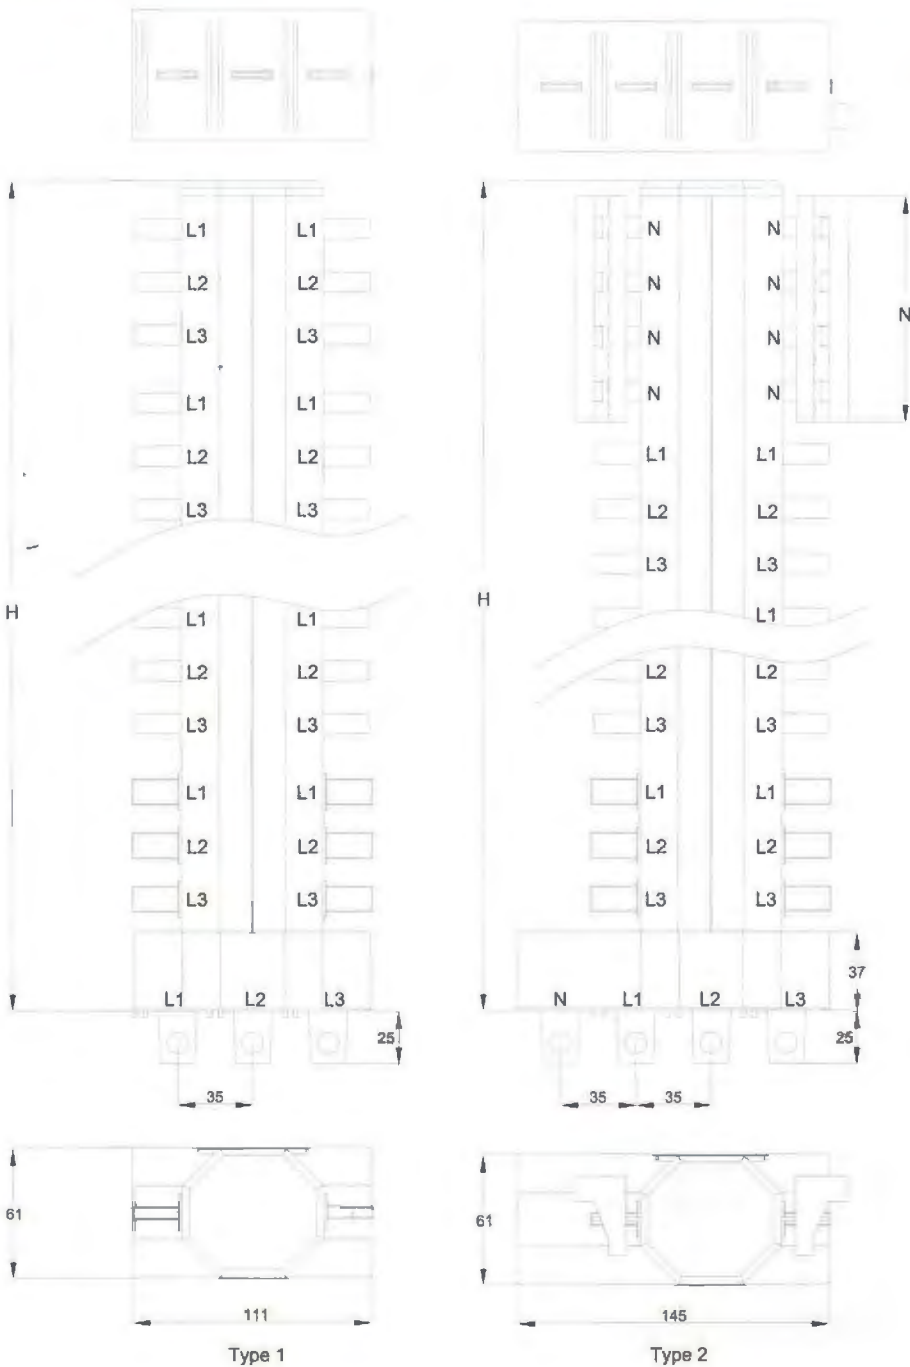 L1 L1 N N
L2 L2 N N
L3 L3 N N
N
L1 L1 N N
L2 L2 L1 L1
L3 L3 L2 L2
L3 L3
H H
L1 L1 L1
L2 L2 L2 L2
L3 L3 L3 L3
L1 L1 L1 L1
L2 L2 L2 L2
L3 L3 L3 L3
37
L1 L2 L3 N L1 L2 L3
25 25
35 35 35
61 61
111 145
Type 1 Type 2